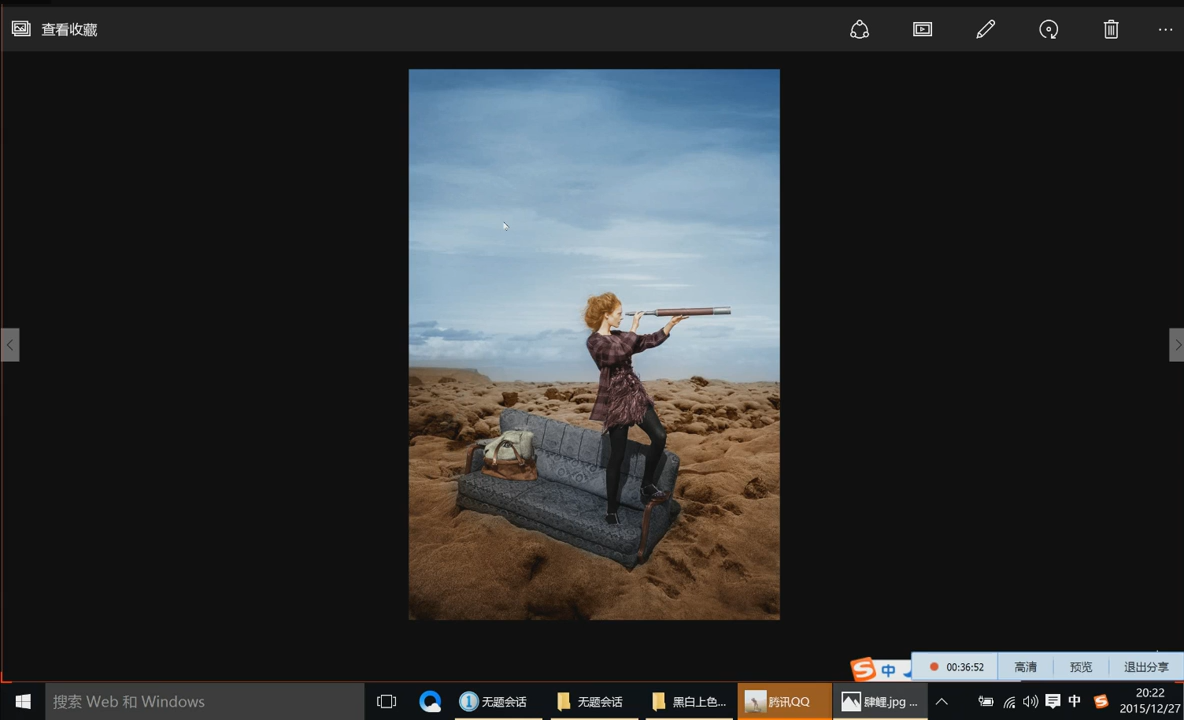 查看收藏
中
00:36:52
高清
预览
退出分享
搜索 Web 和 Windows
无题会话
无题会话
黑白上色...
腾讯QQ
肆鲤.jpg ...
中
20:22
2015/12/27